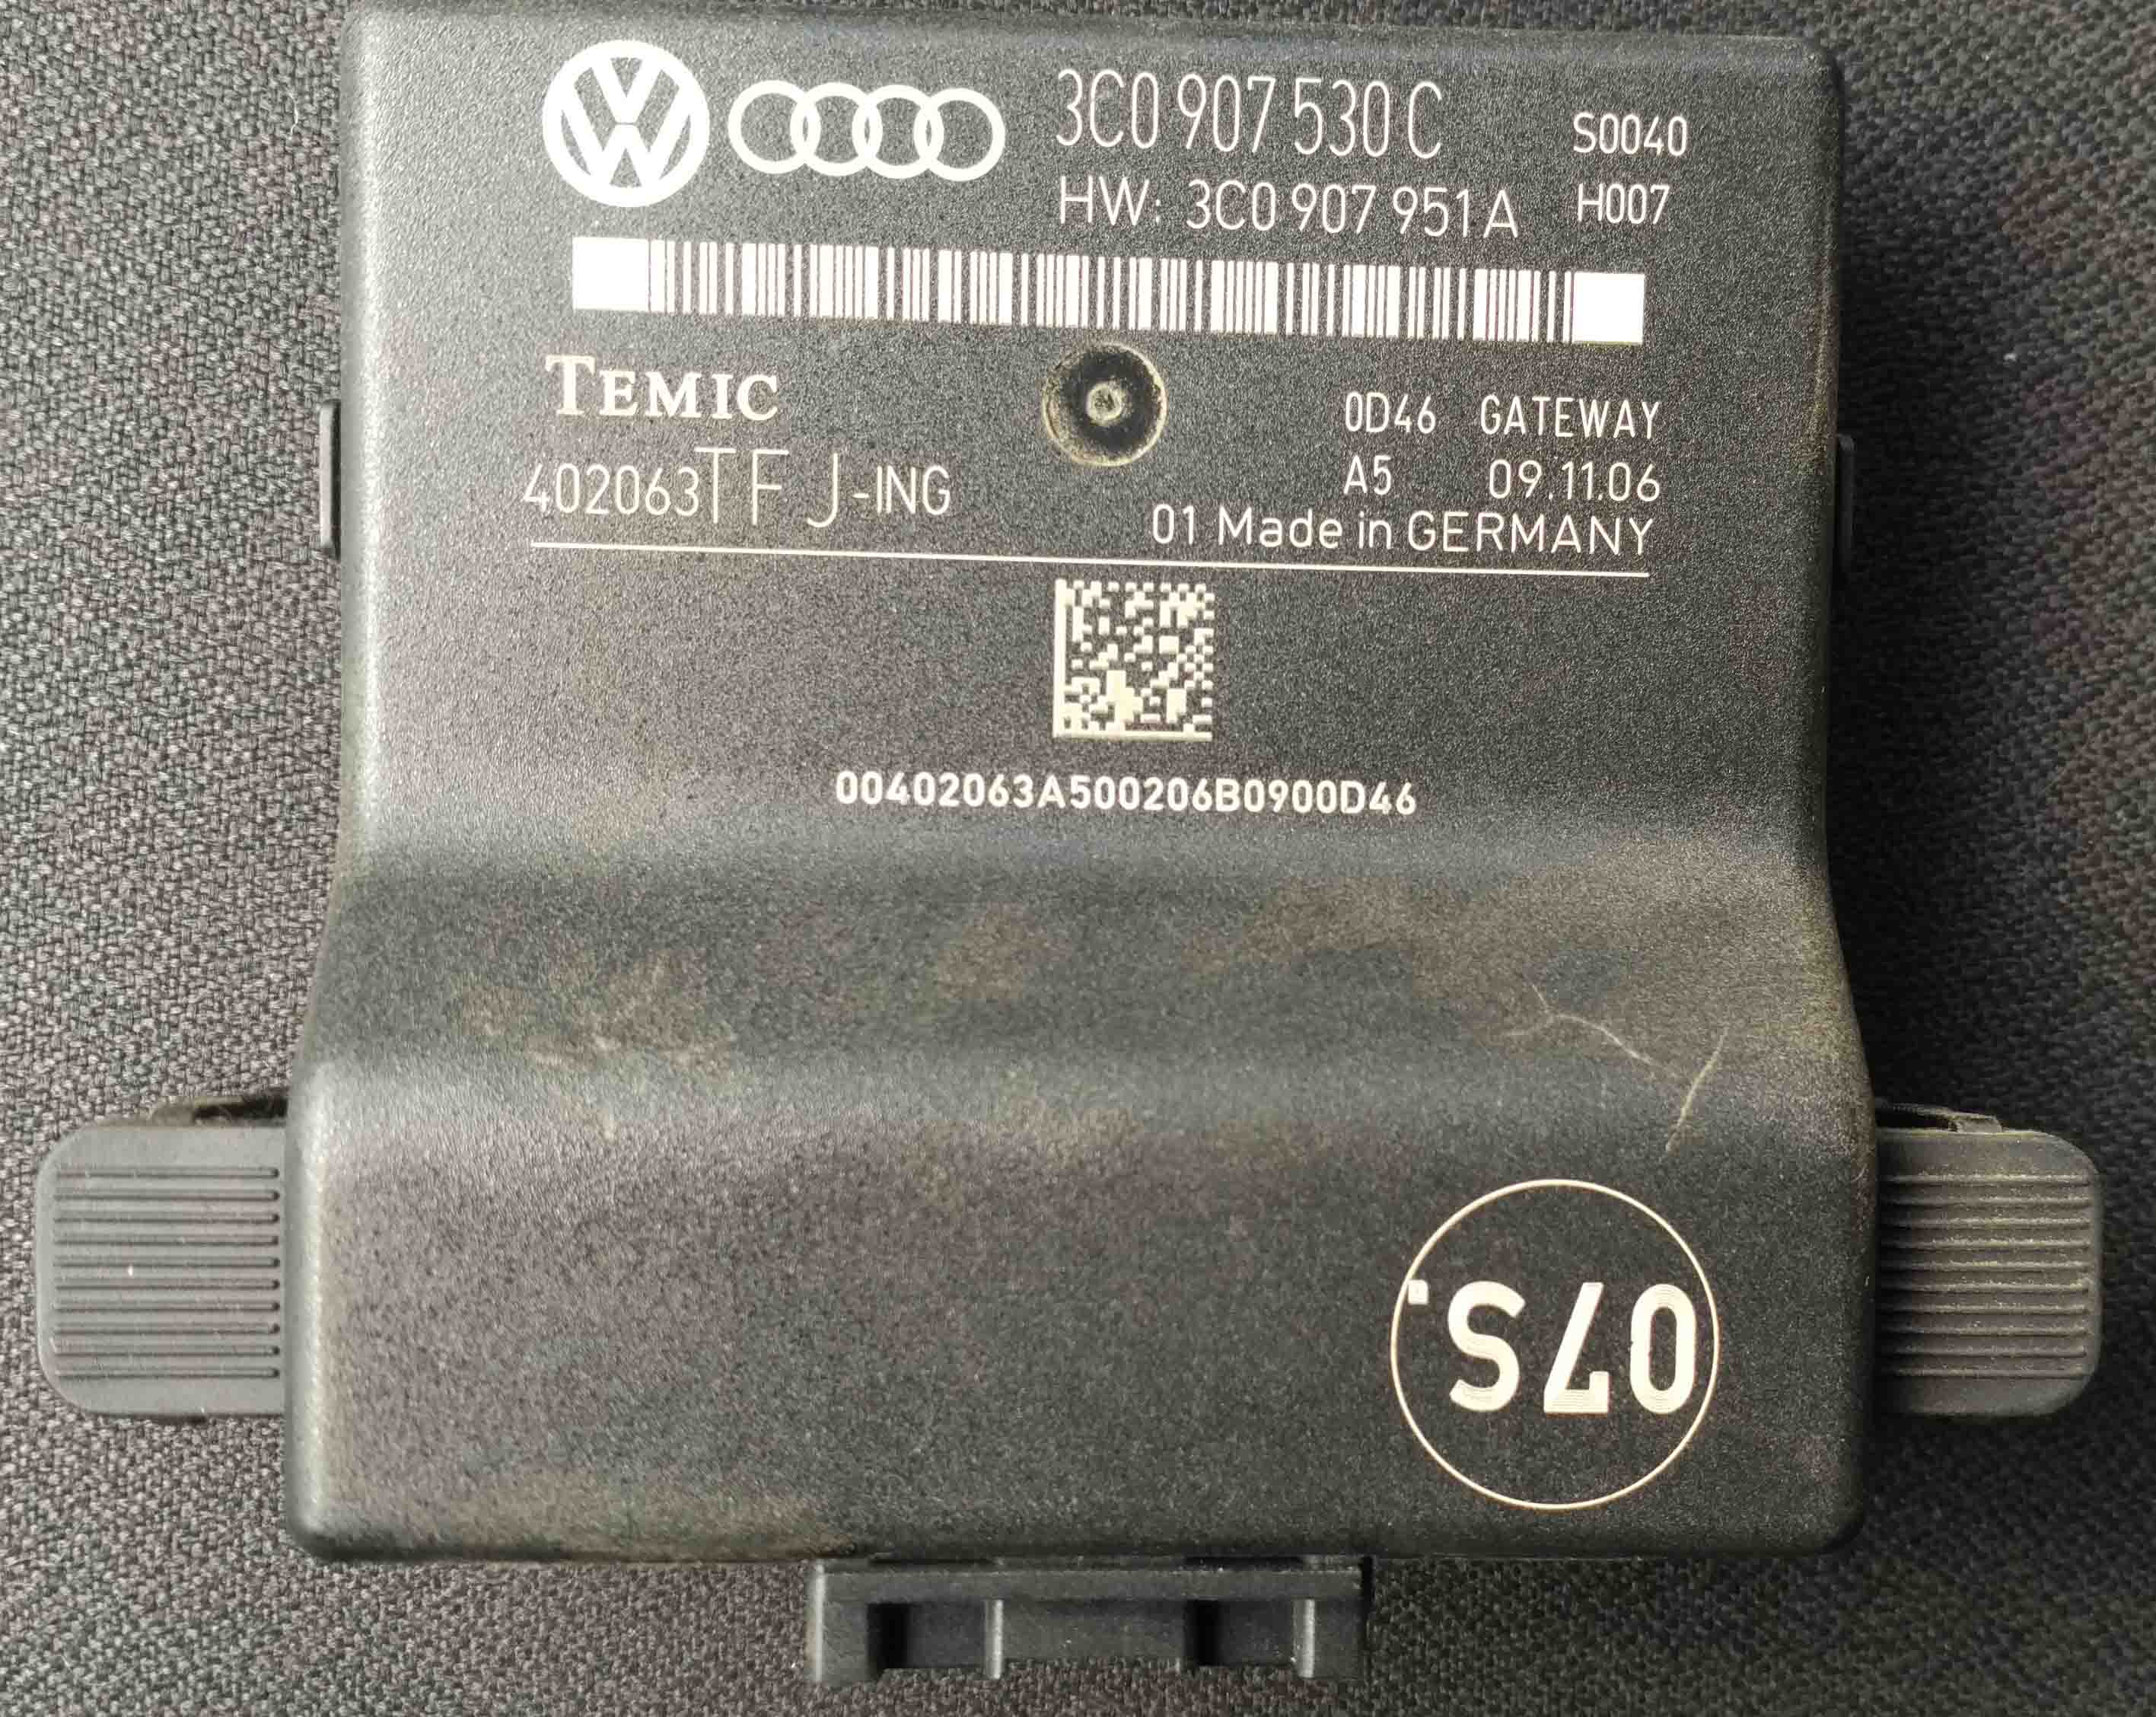 3C0 907 530 C S0040
HW: 3C0 907 951 A H007
TEMIC
0D46 GATEWAY
402063TF J-ING A5 09.11.06
01 Made in GERMANY
00402063A500206B0900D46
07S.